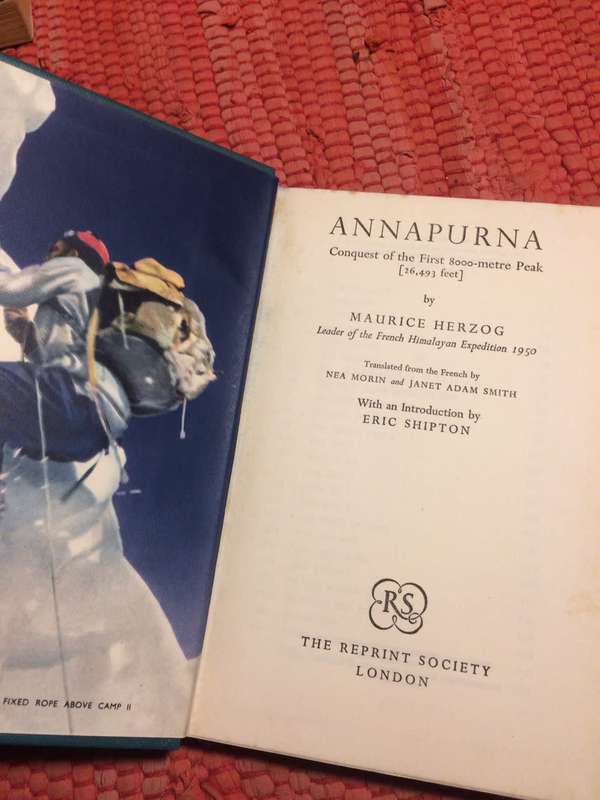 FIXED ROPE ABOVE CAMP II
ANNAPURNA
Conquest of the First 8000-metre Peak
[26,493 feet]
by
MAURICE HERZOG
Leader of the French Himalayan Expedition 1950
Translated from the French by
NEA MORIN and JANET ADAM SMITH
With an Introduction by
ERIC SHIPTON
RS
THE REPRINT SOCIETY
LONDON